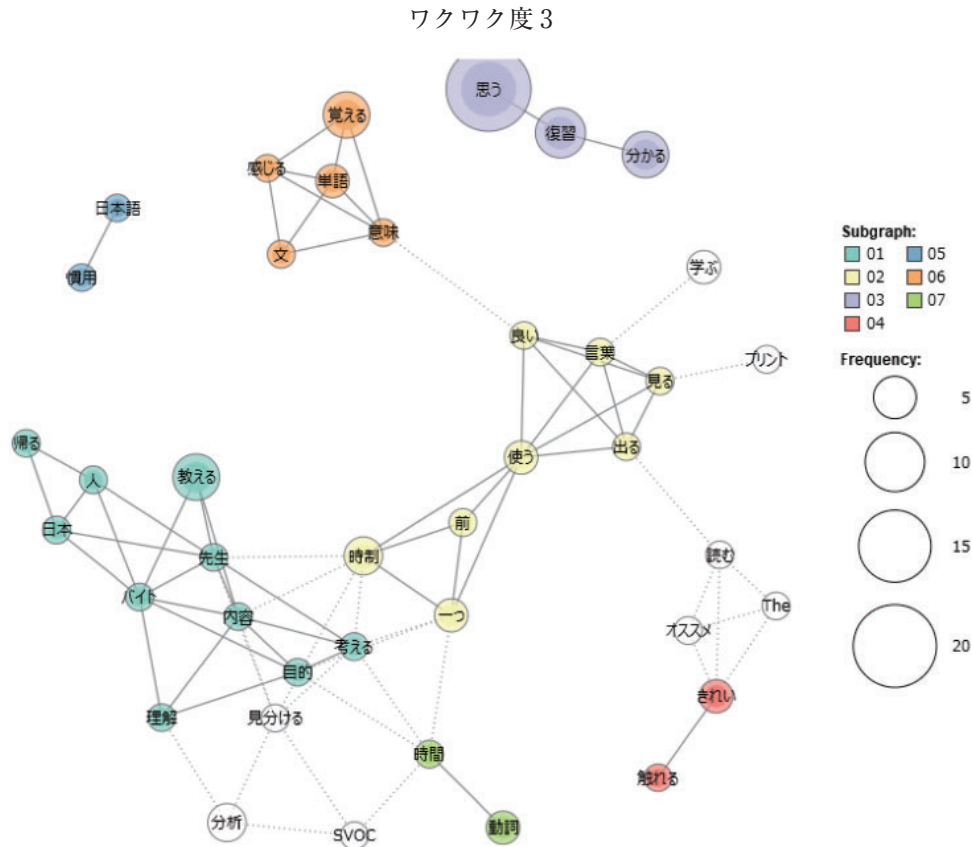 ワクワク度3
思う
覚える
復習
分かる
感じる
単語
日本語
意味
文
慣用
学ぶ
良い
言葉
プリント
見る
帰る
使う
出る
教える
人
前
日本
時制
先生
読む
バイト
The
内容
一つ
オススメ
考える
目的
きれい
理解
見分ける
時間
触れる
分析
SVOC
動詞
Subgraph:
01 05
02 06
03 07
04
Frequency:
5
10
15
20